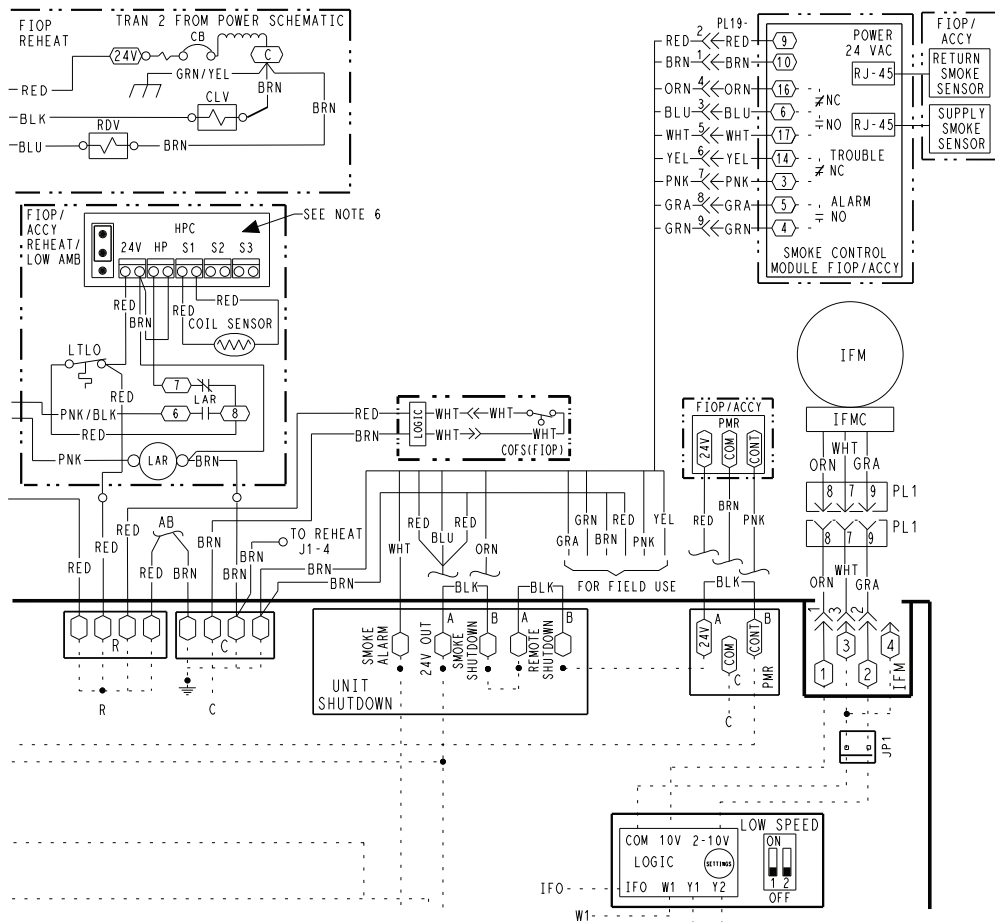 FIOP
REHEAT
TRAN 2 FROM POWER SCHEMATIC
CB
24V
C
GRN/YEL
BRN
BRN
RED
CLV
BLK
RDV
BLU
BRN
PL19-
RED 2 RED 9
BRN 1 BRN 10
ORN 4 ORN 16
BLU 3 BLU 6
WHT 5 WHT 17
YEL 6 YEL 14
PNK 7 PNK 3
GRA 8 GRA 5
GRN 9 GRN 4
POWER
24 VAC
RJ-45
NC
NO
RJ-45
TROUBLE
NC
ALARM
NO
SMOKE CONTROL
MODULE FIOP/ACCY
FIOP/
ACCY
RETURN
SMOKE
SENSOR
SUPPLY
SMOKE
SENSOR
FIOP/
ACCY
REHEAT/
LOW AMB
HPC
SEE NOTE 6
24V HP S1 S2 S3
RED
BRN
RED
RED
COIL SENSOR
LTLO
RED
7
LAR
PNK/BLK
6
8
RED
PNK
LAR
BRN
RED
BRN
LOGIC
WHT WHT
WHT WHT
COFS(FIOP)
FIOP/ACCY
PMR
24V
COM
CONT
RED
BRN
PNK
IFM
IFMC
ORN
WHT
GRA
8 7 9
PL1
8 7 9
PL1
ORN
WHT
GRA
RED
RED
RED
AB
RED
BRN
BRN
BRN
BRN
TO REHEAT
J1-4
BRN
BRN
WHT
RED
BLU
RED
ORN
GRA
GRN
BRN
RED
PNK
YEL
FOR FIELD USE
BLK
BLK
BLK
R
C
R
C
SMOKE
ALARM
24V OUT
A
SMOKE
SHUTDOWN
B
A
REMOTE
SHUTDOWN
B
UNIT
SHUTDOWN
24V
A
COM
C
CONT
B
PMR
C
1
3
2
1
3
2
4
IFM
JP1
COM 10V 2-10V
LOGIC
SETTINGS
IFO W1 Y1 Y2
LOW SPEED
ON
1 2
OFF
IFO
W1